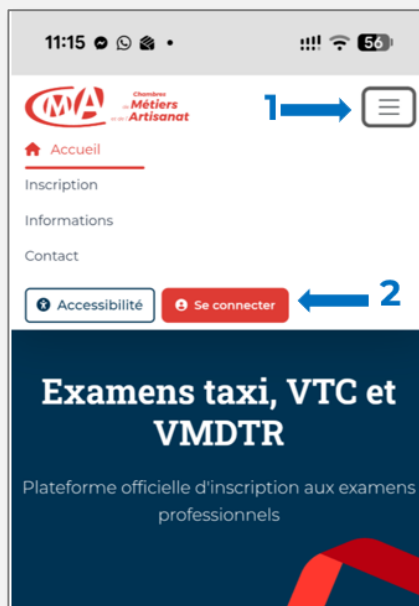 11:15
56
CMA Chambres
de Métiers
et de l'Artisanat
1
Accueil
Inscription
Informations
Contact
Accessibilité
Se connecter
2
Examens taxi, VTC et
VMDTR
Plateforme officielle d'inscription aux examens
professionnels